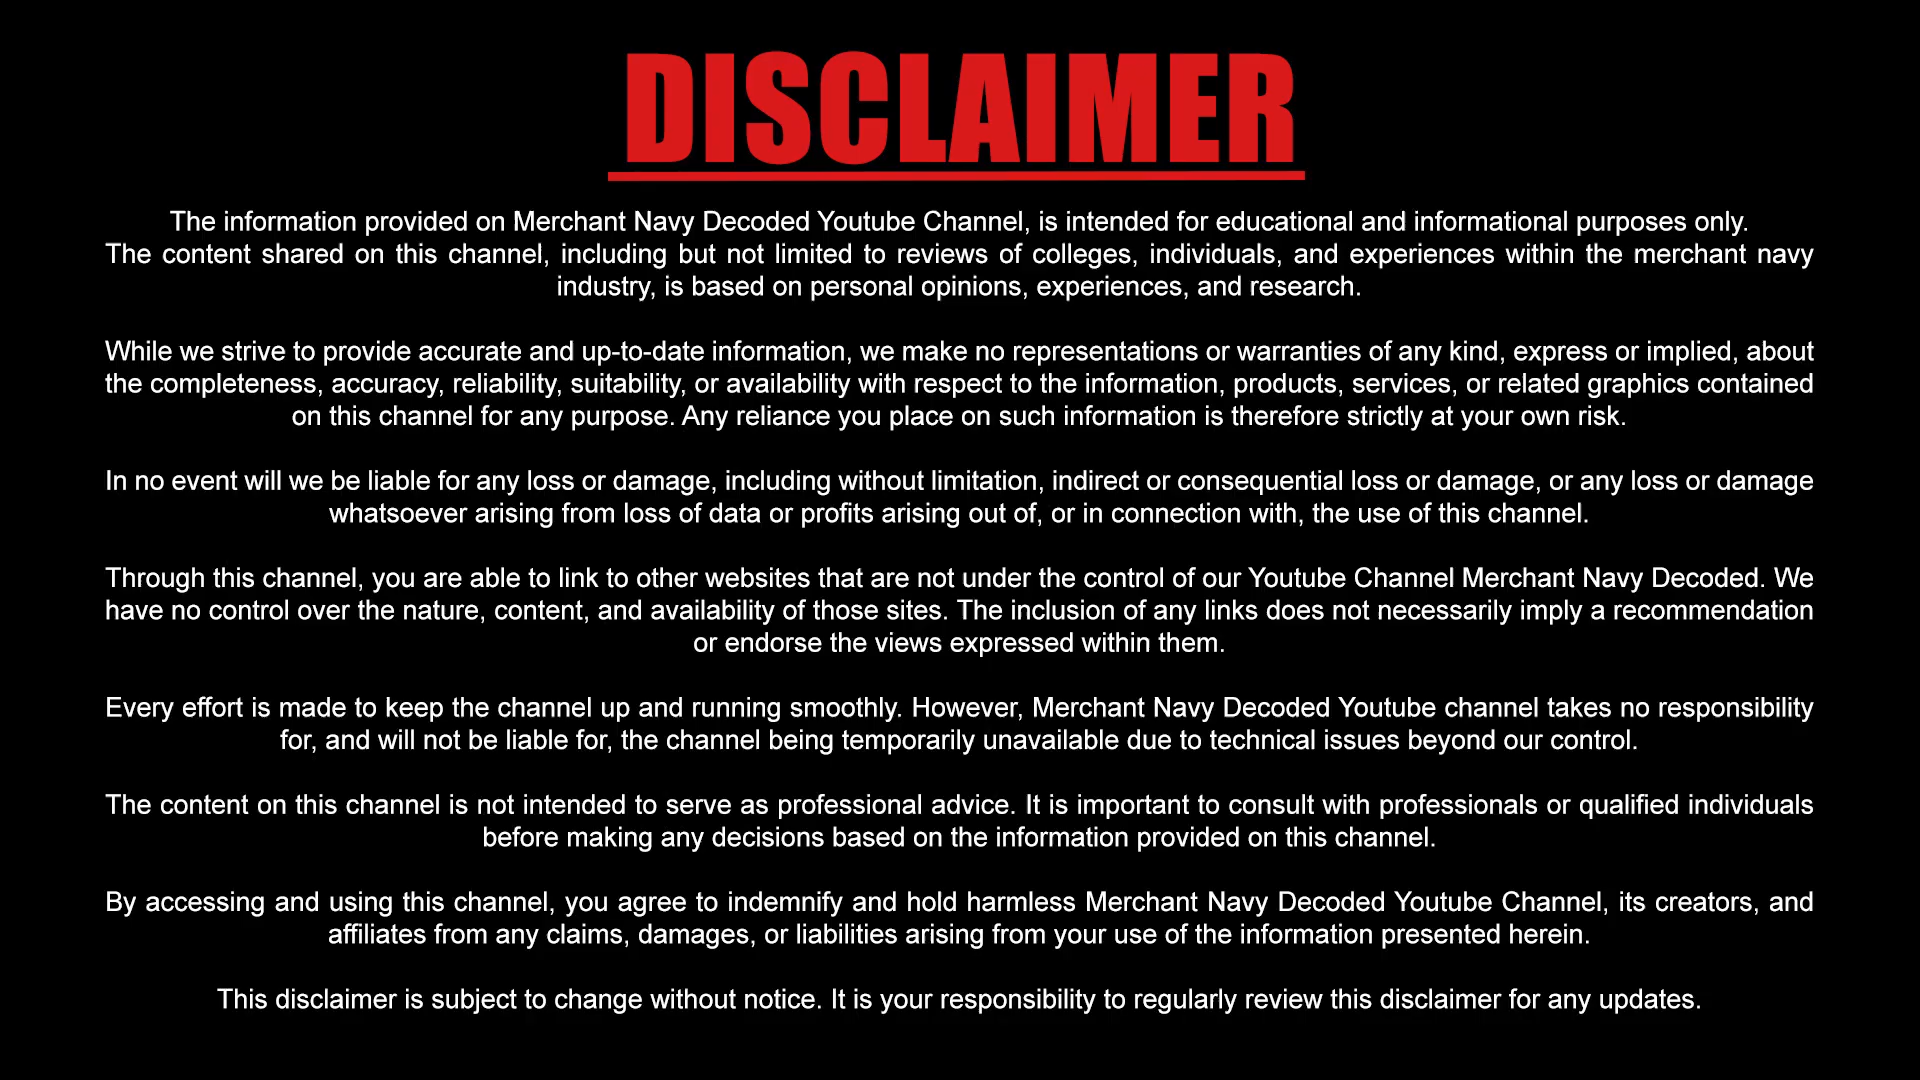 DISCLAIMER
The information provided on Merchant Navy Decoded Youtube Channel, is intended for educational and informational purposes only.
The content shared on this channel, including but not limited to reviews of colleges, individuals, and experiences within the merchant navy
industry, is based on personal opinions, experiences, and research.
While we strive to provide accurate and up-to-date information, we make no representations or warranties of any kind, express or implied, about
the completeness, accuracy, reliability, suitability, or availability with respect to the information, products, services, or related graphics contained
on this channel for any purpose. Any reliance you place on such information is therefore strictly at your own risk.
In no event will we be liable for any loss or damage, including without limitation, indirect or consequential loss or damage, or any loss or damage
whatsoever arising from loss of data or profits arising out of, or in connection with, the use of this channel.
Through this channel, you are able to link to other websites that are not under the control of our Youtube Channel Merchant Navy Decoded. We
have no control over the nature, content, and availability of those sites. The inclusion of any links does not necessarily imply a recommendation
or endorse the views expressed within them.
Every effort is made to keep the channel up and running smoothly. However, Merchant Navy Decoded Youtube channel takes no responsibility
for, and will not be liable for, the channel being temporarily unavailable due to technical issues beyond our control.
The content on this channel is not intended to serve as professional advice. It is important to consult with professionals or qualified individuals
before making any decisions based on the information provided on this channel.
By accessing and using this channel, you agree to indemnify and hold harmless Merchant Navy Decoded Youtube Channel, its creators, and
affiliates from any claims, damages, or liabilities arising from your use of the information presented herein.
This disclaimer is subject to change without notice. It is your responsibility to regularly review this disclaimer for any updates.